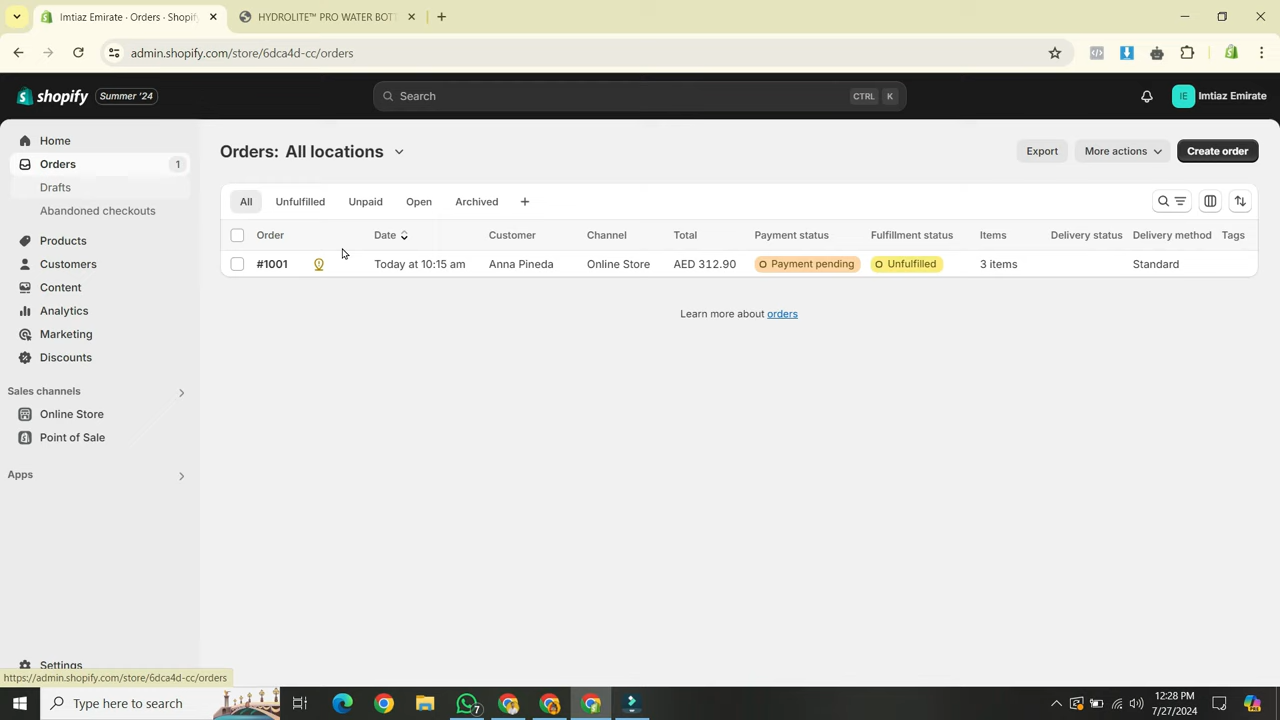 Imtiaz Emirate · Orders · Shopify
HYDROLITE™ PRO WATER BOT
admin.shopify.com/store/6dca4d-cc/orders
shopify
Summer '24
Search
CTRL K
IE
Imtiaz Emirate
Home
Orders
1
Drafts
Abandoned checkouts
Products
Customers
Content
Analytics
Marketing
Discounts
Sales channels
Online Store
Point of Sale
Apps
Settings
Orders: All locations
Export
More actions
Create order
All
Unfulfilled
Unpaid
Open
Archived
+
Order Date Customer Channel Total Payment status Fulfillment status Items Delivery status Delivery method Tags
#1001 Today at 10:15 am Anna Pineda Online Store AED 312.90 Payment pending Unfulfilled 3 items Standard
Learn more about orders
https://admin.shopify.com/store/6dca4d-cc/orders
Type here to search
7
12:28 PM
7/27/2024